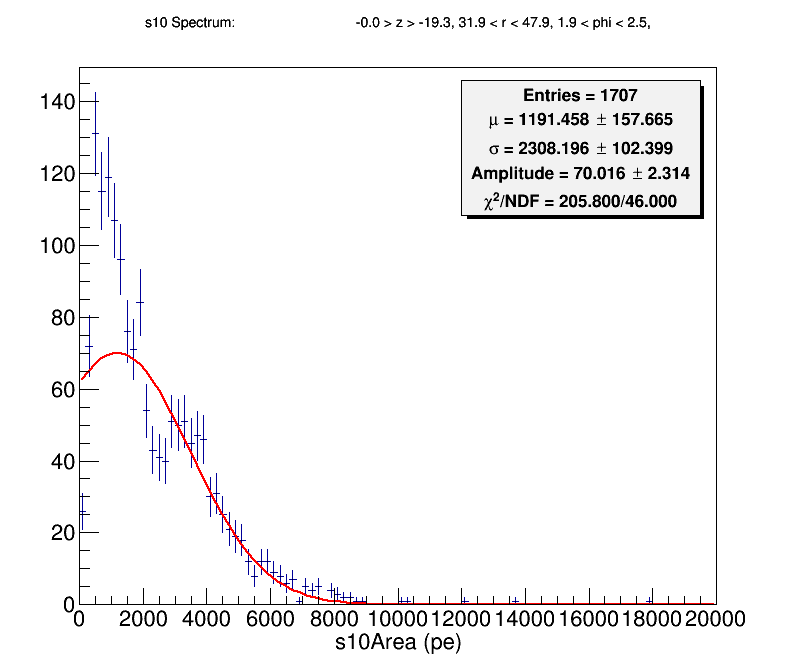 s10 Spectrum: -0.0 > z > -19.3, 31.9 < r < 47.9, 1.9 < phi < 2.5,
Entries = 1707
μ = 1191.458 ± 157.665
σ = 2308.196 ± 102.399
Amplitude = 70.016 ± 2.314
χ²/NDF = 205.800/46.000
140
120
100
80
60
40
20
0
0 2000 4000 6000 8000 10000 12000 14000 16000 18000 20000
s10Area (pe)